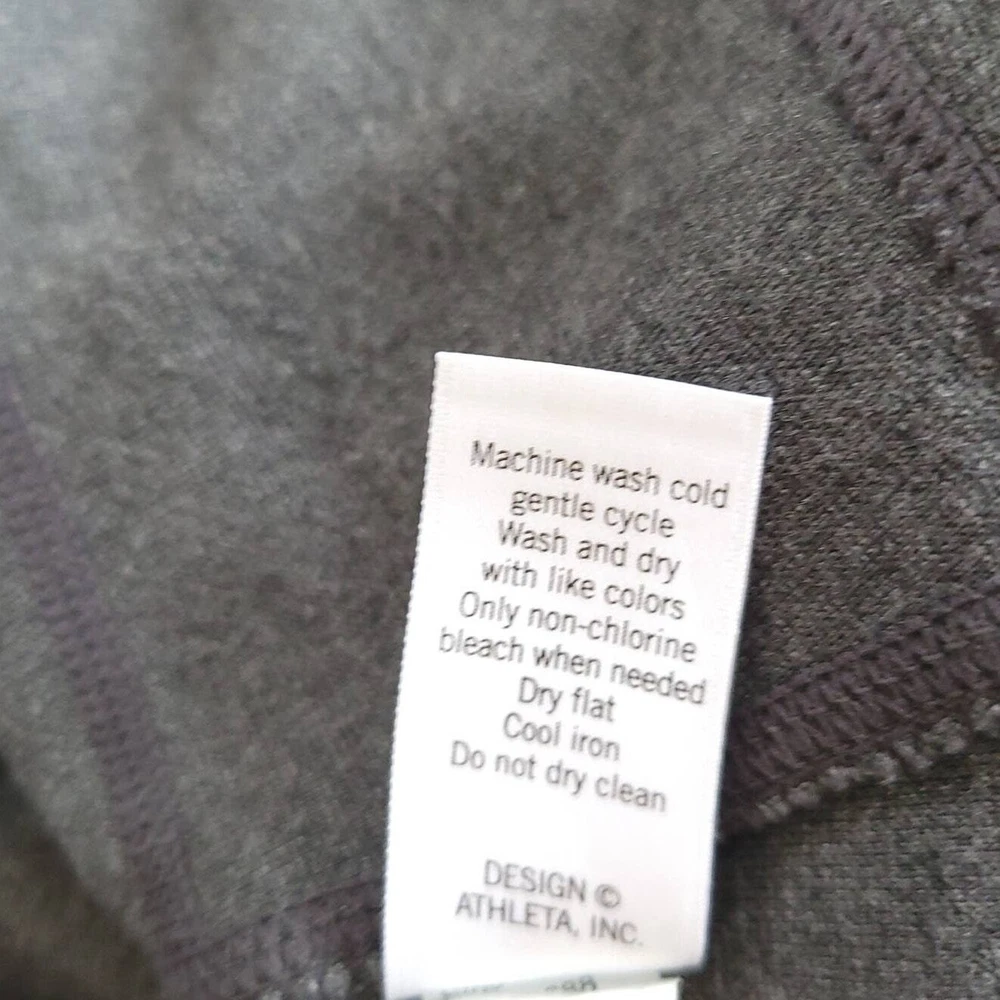 Machine wash cold
gentle cycle
Wash and dry
with like colors
Only non-chlorine
bleach when needed
Dry flat
Cool iron
Do not dry clean
DESIGN ©
ATHLETA, INC.